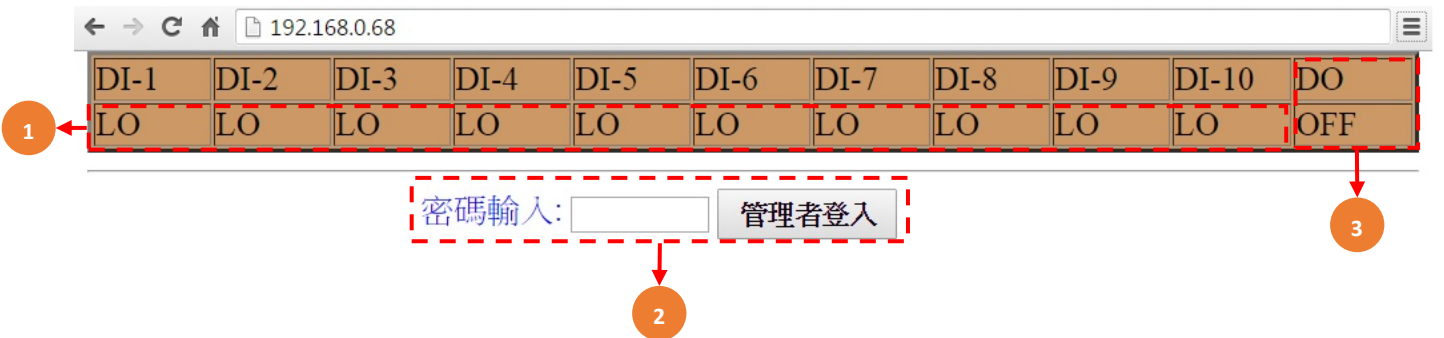 192.168.0.68
DI-1 DI-2 DI-3 DI-4 DI-5 DI-6 DI-7 DI-8 DI-9 DI-10 DO
1 LO LO LO LO LO LO LO LO LO LO OFF
密碼輸入: 管理者登入
3
2